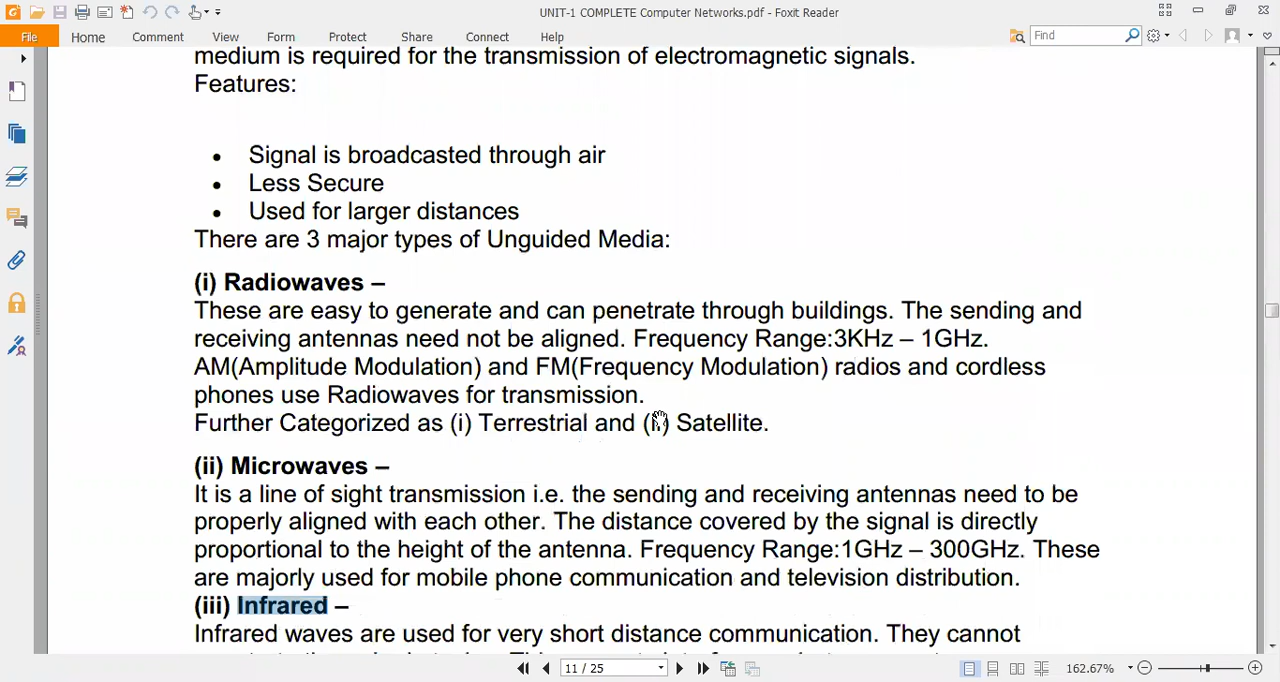 UNIT-1 COMPLETE Computer Networks.pdf - Foxit Reader
File Home Comment View Form Protect Share Connect Help
Find
medium is required for the transmission of electromagnetic signals.
Features:
• Signal is broadcasted through air
• Less Secure
• Used for larger distances
There are 3 major types of Unguided Media:
(i) Radiowaves –
These are easy to generate and can penetrate through buildings. The sending and
receiving antennas need not be aligned. Frequency Range:3KHz – 1GHz.
AM(Amplitude Modulation) and FM(Frequency Modulation) radios and cordless
phones use Radiowaves for transmission.
Further Categorized as (i) Terrestrial and (ii) Satellite.
(ii) Microwaves –
It is a line of sight transmission i.e. the sending and receiving antennas need to be
properly aligned with each other. The distance covered by the signal is directly
proportional to the height of the antenna. Frequency Range:1GHz – 300GHz. These
are majorly used for mobile phone communication and television distribution.
(iii) Infrared –
Infrared waves are used for very short distance communication. They cannot
11 / 25
162.67%